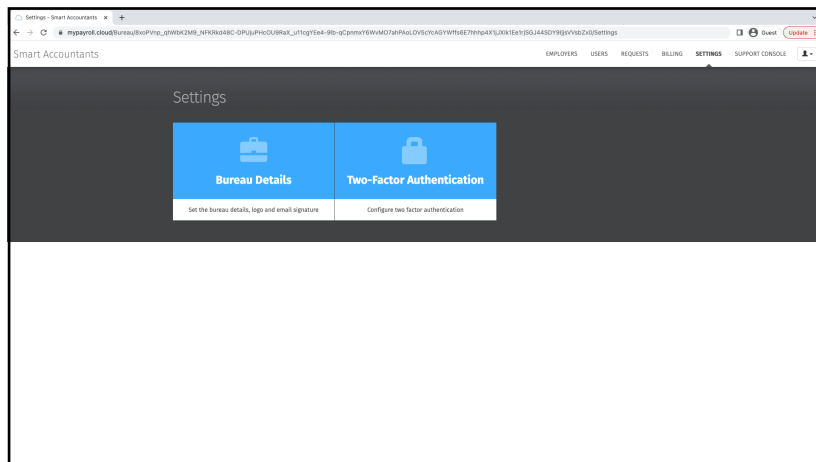 Settings - Smart Accountants
Guest
Update
Smart Accountants
EMPLOYERS USERS REQUESTS BILLING SETTINGS SUPPORT CONSOLE
Settings
Bureau Details
Two-Factor Authentication
Set the bureau details, logo and email signature
Configure two factor authentication